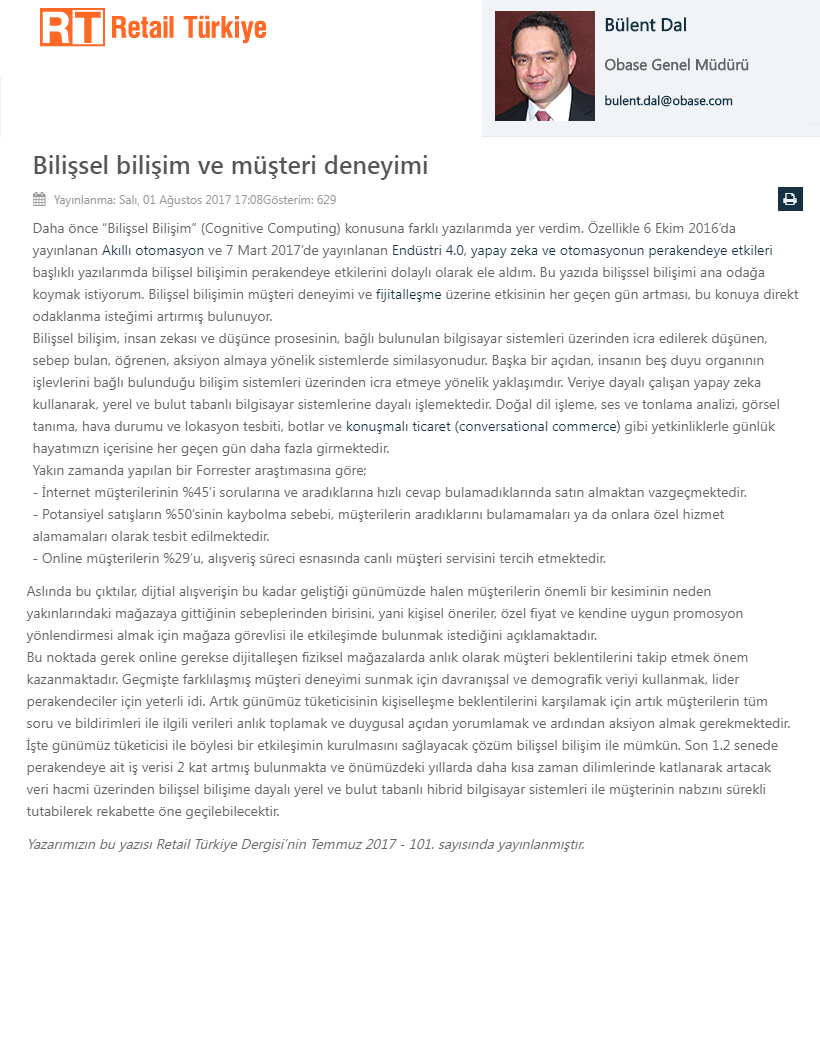 RT Retail Türkiye
Bülent Dal
Obase Genel Müdürü
bulent.dal@obase.com
Bilişsel bilişim ve müşteri deneyimi
Yayınlanma: Salı, 01 Ağustos 2017 17:08Gösterim: 629
Daha önce “Bilişsel Bilişim” (Cognitive Computing) konusuna farklı yazılarımda yer verdim. Özellikle 6 Ekim 2016’da
yayınlanan Akıllı otomasyon ve 7 Mart 2017’de yayınlanan Endüstri 4.0, yapay zeka ve otomasyonun perakendeye etkileri
başlıklı yazılarımda bilişsel bilişimin perakendeye etkilerini dolaylı olarak ele aldım. Bu yazıda bilişssel bilişimi ana odağa
koymak istiyorum. Bilişsel bilişimin müşteri deneyimi ve fijitalleşme üzerine etkisinin her geçen gün artması, bu konuya direkt
odaklanma isteğimi artırmış bulunuyor.
Bilişsel bilişim, insan zekası ve düşünce prosesinin, bağlı bulunulan bilgisayar sistemleri üzerinden icra edilerek düşünen,
sebep bulan, öğrenen, aksiyon almaya yönelik sistemlerde similasyonudur. Başka bir açıdan, insanın beş duyu organının
işlevlerini bağlı bulunduğu bilişim sistemleri üzerinden icra etmeye yönelik yaklaşımdır. Veriye dayalı çalışan yapay zeka
kullanarak, yerel ve bulut tabanlı bilgisayar sistemlerine dayalı işlemektedir. Doğal dil işleme, ses ve tonlama analizi, görsel
tanıma, hava durumu ve lokasyon tesbiti, botlar ve konuşmalı ticaret (conversational commerce) gibi yetkinliklerle günlük
hayatımızn içerisine her geçen gün daha fazla girmektedir.
Yakın zamanda yapılan bir Forrester araştımasına göre;
- İnternet müşterilerinin %45’i sorularına ve aradıklarına hızlı cevap bulamadıklarında satın almaktan vazgeçmektedir.
- Potansiyel satışların %50’sinin kaybolma sebebi, müşterilerin aradıklarını bulamamaları ya da onlara özel hizmet
alamamaları olarak tesbit edilmektedir.
- Online müşterilerin %29’u, alışveriş süreci esnasında canlı müşteri servisini tercih etmektedir.
Aslında bu çıktılar, dijtial alışverişin bu kadar geliştiği günümüzde halen müşterilerin önemli bir kesiminin neden
yakınlarındaki mağazaya gittiğinin sebeplerinden birisini, yani kişisel öneriler, özel fiyat ve kendine uygun promosyon
yönlendirmesi almak için mağaza görevlisi ile etkileşimde bulunmak istediğini açıklamaktadır.
Bu noktada gerek online gerekse dijitalleşen fiziksel mağazalarda anlık olarak müşteri beklentilerini takip etmek önem
kazanmaktadır. Geçmişte farklılaşmış müşteri deneyimi sunmak için davranışsal ve demografik veriyi kullanmak, lider
perakendeciler için yeterli idi. Artık günümüz tüketicisinin kişiselleşme beklentilerini karşılamak için artık müşterilerin tüm
soru ve bildirimleri ile ilgili verileri anlık toplamak ve duygusal açıdan yorumlamak ve ardından aksiyon almak gerekmektedir.
İşte günümüz tüketicisi ile böylesi bir etkileşimin kurulmasını sağlayacak çözüm bilişsel bilişim ile mümkün. Son 1.2 senede
perakendeye ait iş verisi 2 kat artmış bulunmakta ve önümüzdeki yıllarda daha kısa zaman dilimlerinde katlanarak artacak
veri hacmi üzerinden bilişsel bilişime dayalı yerel ve bulut tabanlı hibrid bilgisayar sistemleri ile müşterinin nabzını sürekli
tutabilerek rekabette öne geçilebilecektir.
Yazarımızın bu yazısı Retail Türkiye Dergisi’nin Temmuz 2017 - 101. sayısında yayınlanmıştır.